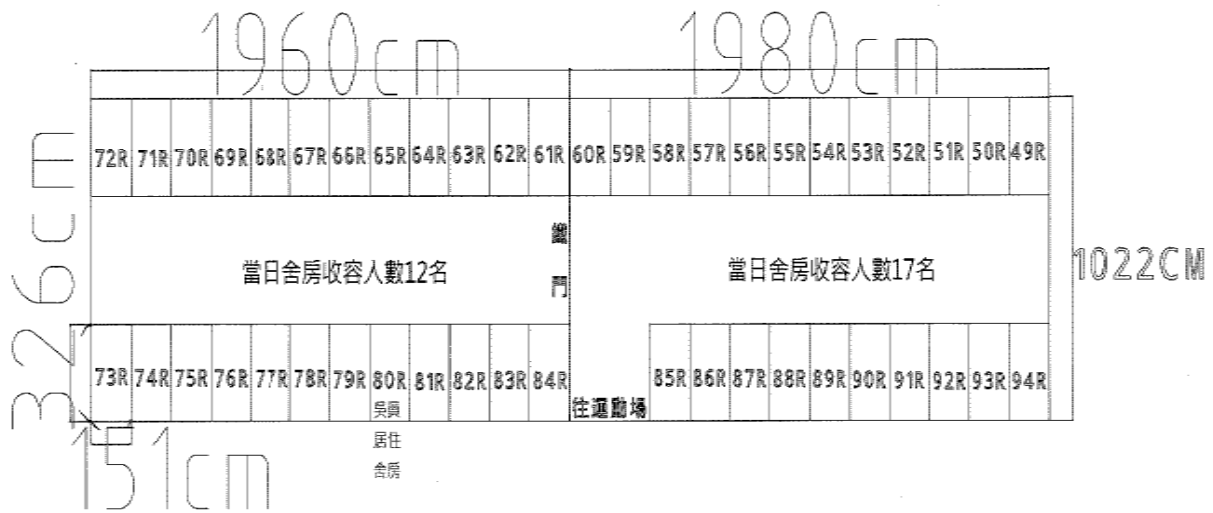 1960cm 1980cm
72R 71R 70R 69R 68R 67R 66R 65R 64R 63R 62R 61R 60R 59R 58R 57R 56R 55R 54R 53R 52R 51R 50R 49R
326cm
鐵門
當日舍房收容人數12名
當日舍房收容人數17名
1022CM
73R 74R 75R 76R 77R 78R 79R 80R 81R 82R 83R 84R 85R 86R 87R 88R 89R 90R 91R 92R 93R 94R
往運動場
吳員
居住
舍房
151cm